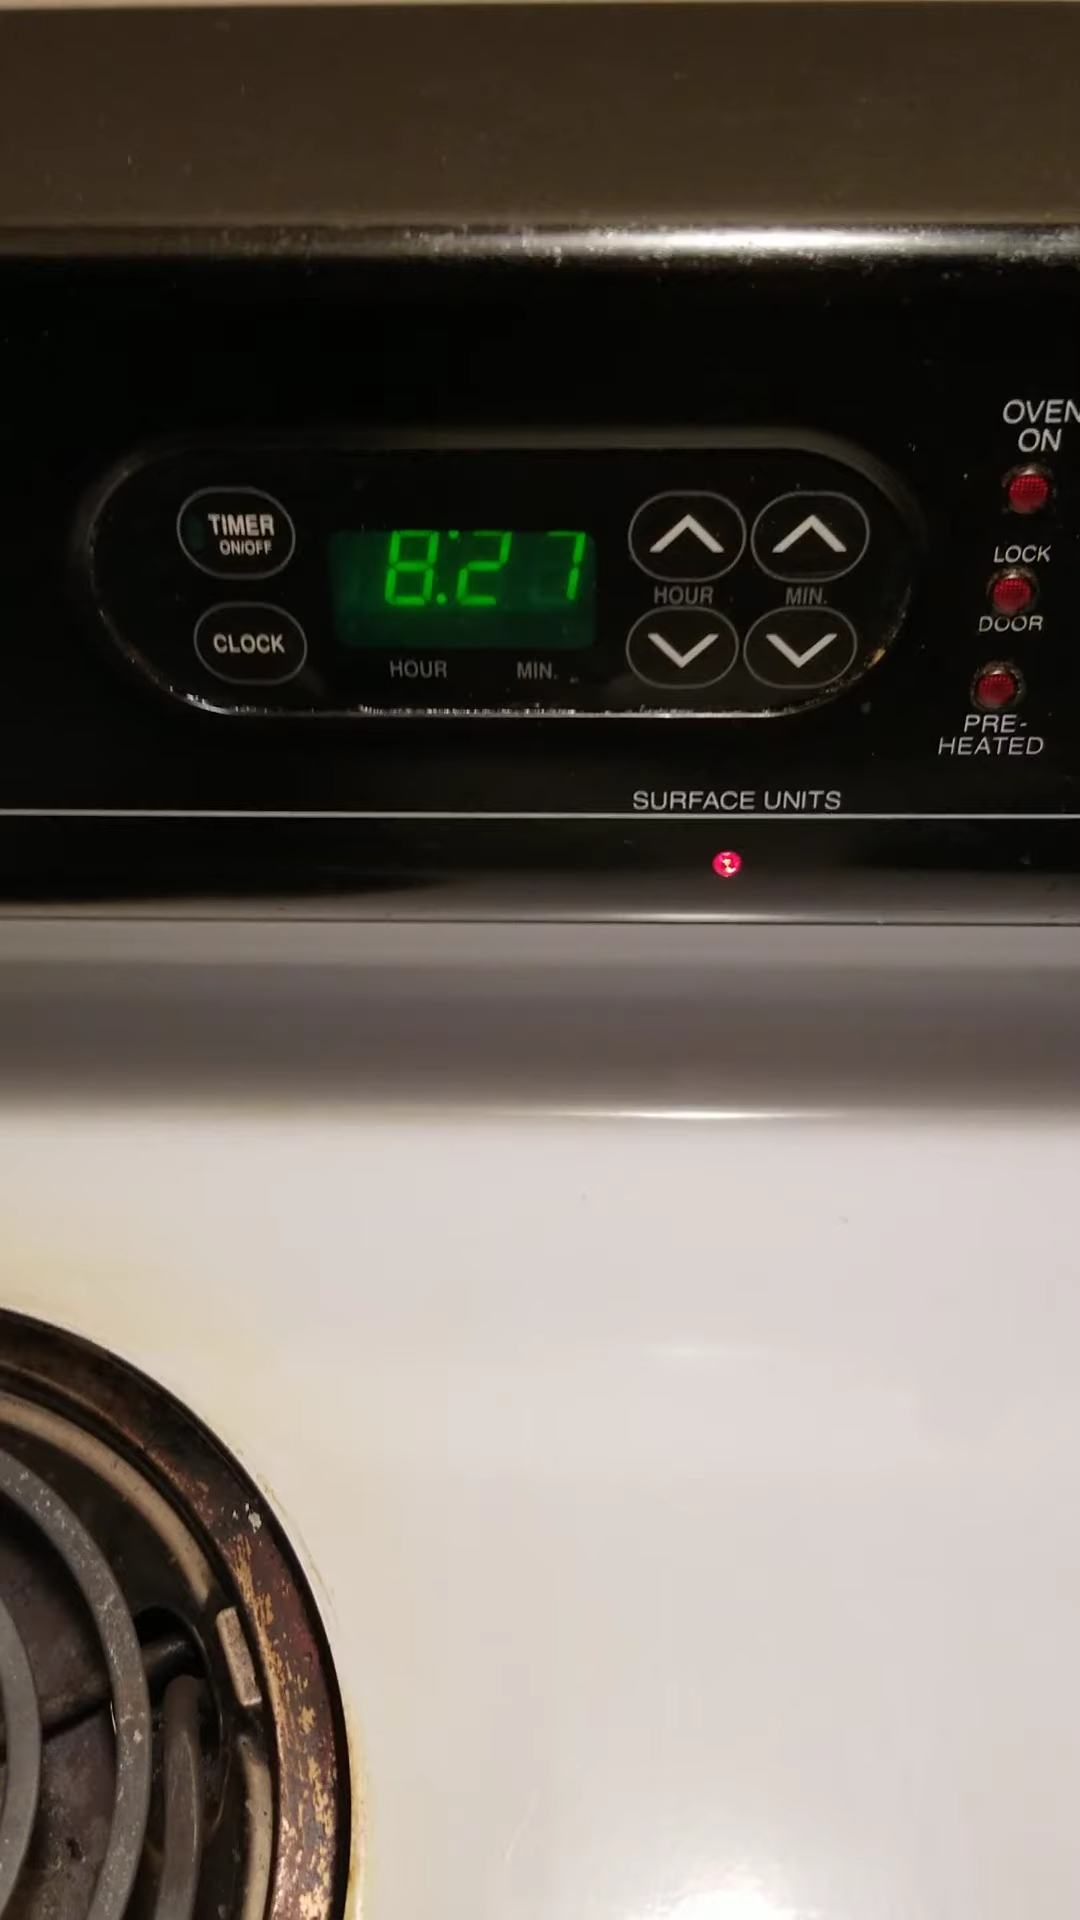 OVEN
ON
TIMER
ON/OFF
8:27
HOUR
MIN.
LOCK
DOOR
CLOCK
HOUR
MIN.
PRE-
HEATED
SURFACE UNITS